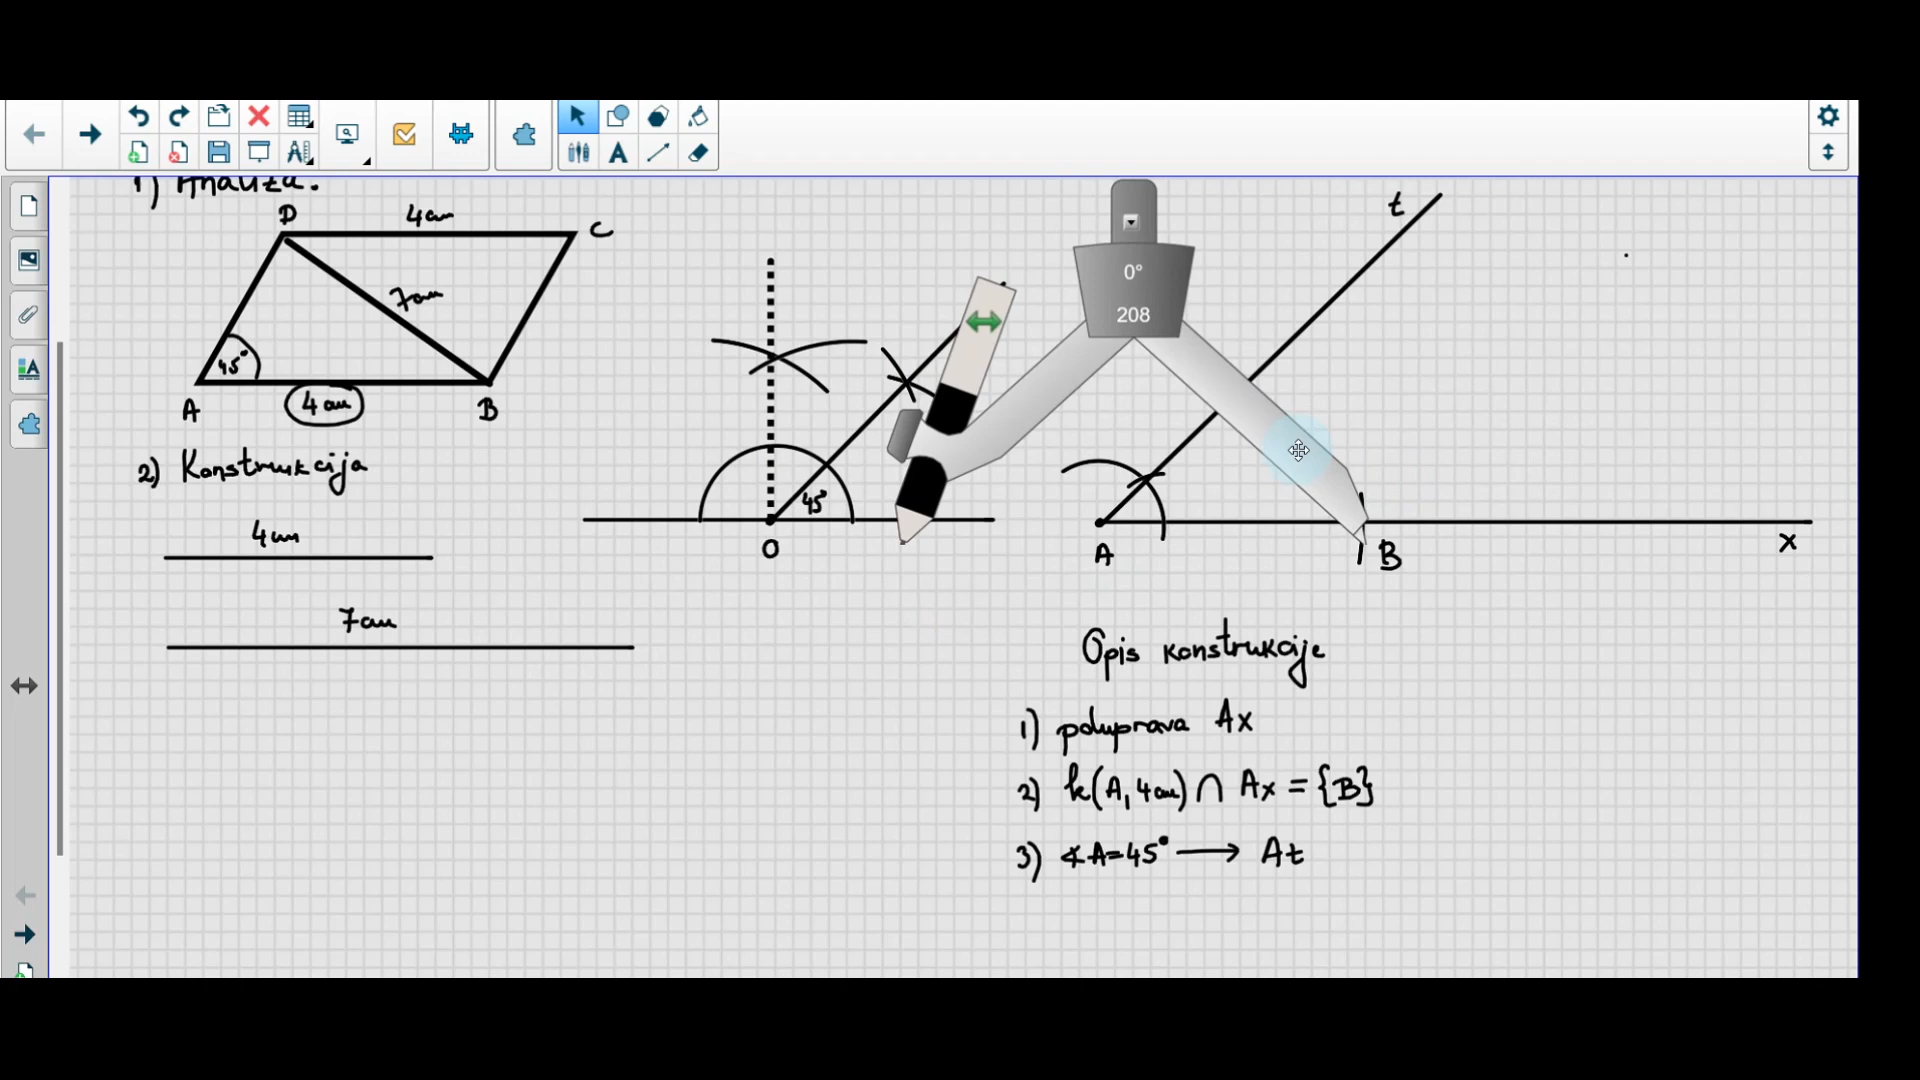 1) Analiza.
D 4cm C
7cm
45°
A 4cm B
2) Konstrukcija
4cm
7cm
45°
O
0°
208
t
A B x
Opis konstrukcije
1) poluprava Ax
2) k(A, 4cm) ∩ Ax = {B}
3) ∢A=45° → At